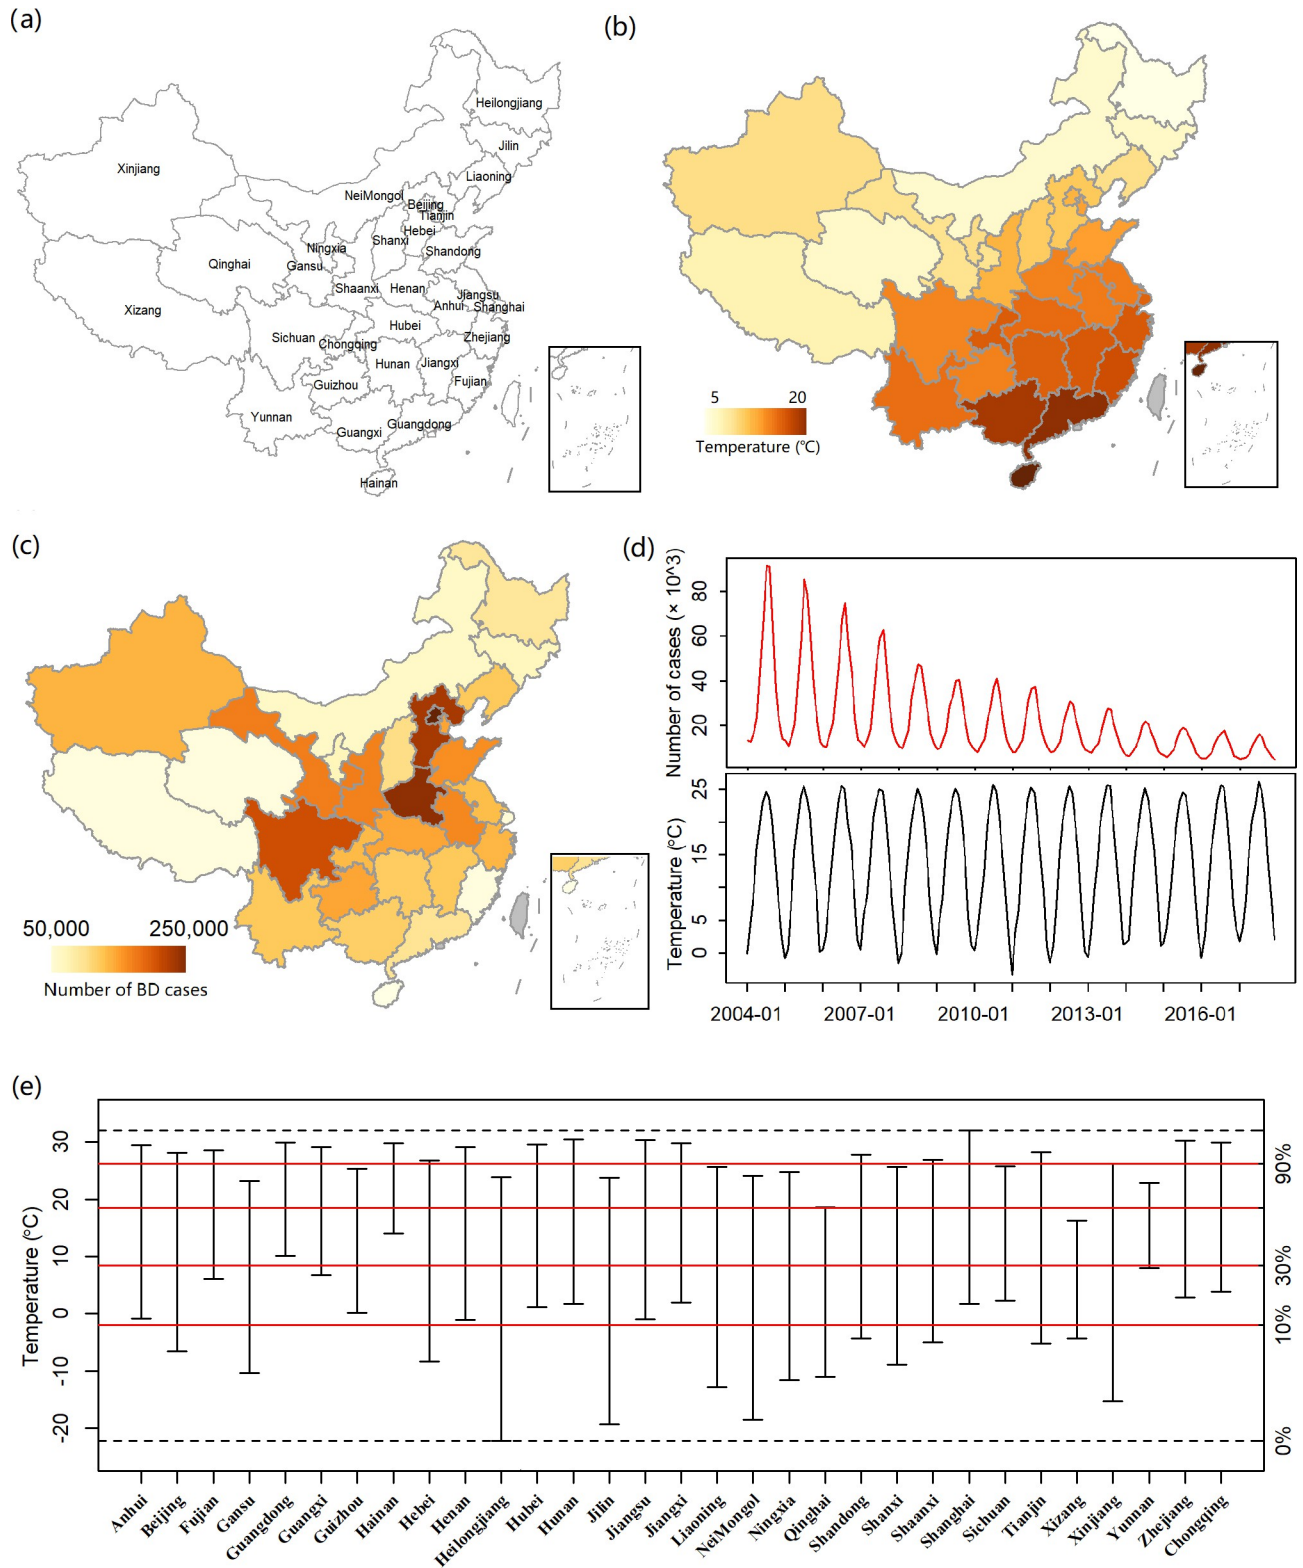 (a)
Heilongjiang
Jilin
Xinjiang
Liaoning
NeiMongol
Beijing
Tianjin
Hebei
Shanxi
Ningxia
Shandong
Qinghai
Gansu
Shaanxi
Henan
Jiangsu
Anhui
Shanghai
Xizang
Hubei
Sichuan
Chongqing
Zhejiang
Hunan
Jiangxi
Guizhou
Fujian
Yunnan
Guangxi
Guangdong
Hainan
(b)
5 20
Temperature (°C)
(c)
50,000 250,000
Number of BD cases
(d)
Number of cases (× 10^3)
80
60
40
20
Temperature (°C)
25
15
5
0
2004-01 2007-01 2010-01 2013-01 2016-01
(e)
Temperature (°C)
30
20
10
0
-10
-20
90%
30%
10%
0%
Anhui
Beijing
Fujian
Gansu
Guangdong
Guangxi
Guizhou
Hainan
Hebei
Henan
Heilongjiang
Hubei
Hunan
Jilin
Jiangsu
Jiangxi
Liaoning
NeiMongol
Ningxia
Qinghai
Shandong
Shanxi
Shaanxi
Shanghai
Sichuan
Tianjin
Xizang
Xinjiang
Yunnan
Zhejiang
Chongqing